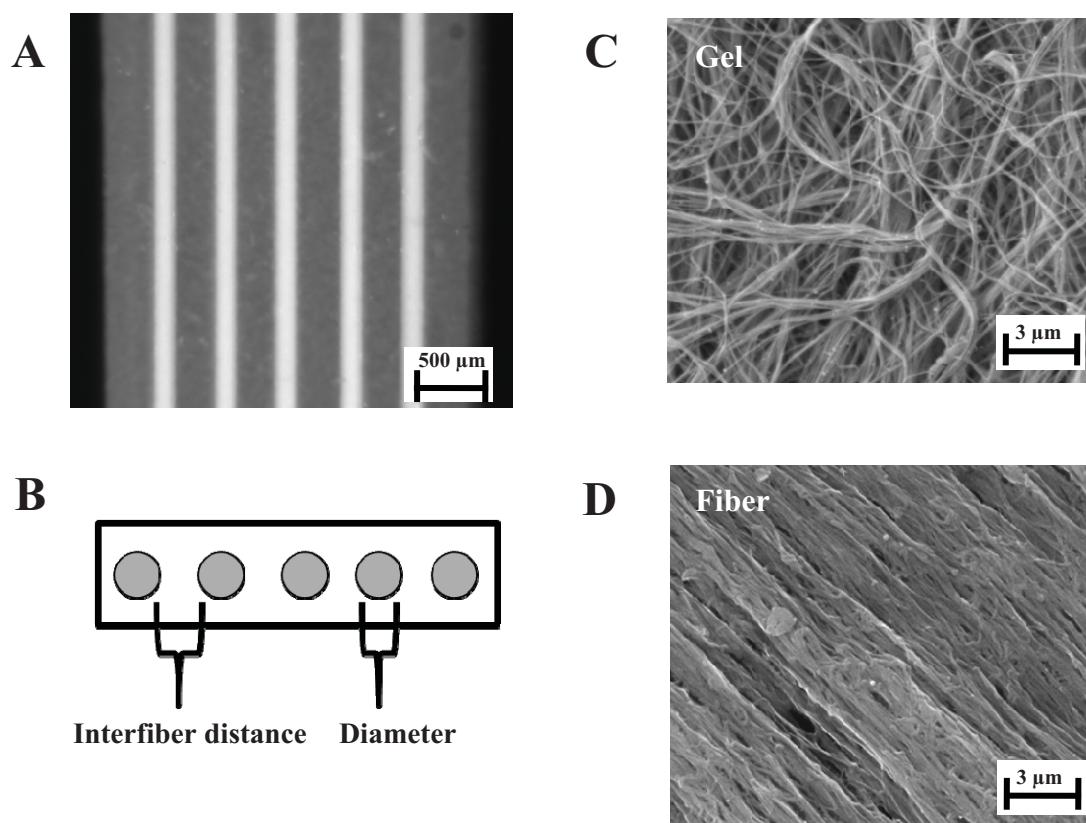 A
500 µm
B
Interfiber distance
Diameter
C
Gel
3 µm
D
Fiber
3 µm